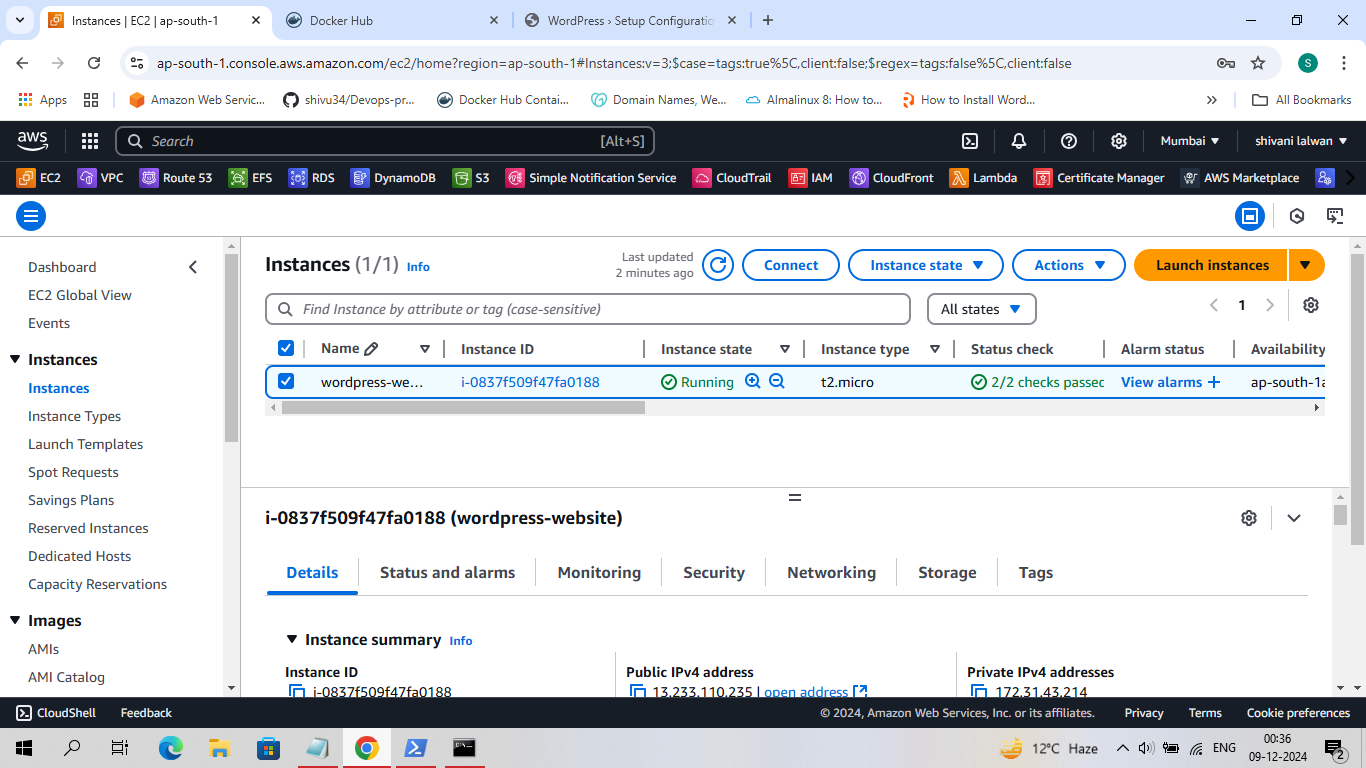 Instances | EC2 | ap-south-1
Docker Hub
WordPress › Setup Configuratio
ap-south-1.console.aws.amazon.com/ec2/home?region=ap-south-1#Instances:v=3;$case=tags:true%5C,client:false;$regex=tags:false%5C,client:false
S
Apps
Amazon Web Servic...
shivu34/Devops-pr...
Docker Hub Contai...
Domain Names, We...
Almalinux 8: How to...
How to Install Word...
All Bookmarks
aws
Search
[Alt+S]
Mumbai
shivani lalwan
EC2
VPC
Route 53
EFS
RDS
DynamoDB
S3
Simple Notification Service
CloudTrail
IAM
CloudFront
Lambda
Certificate Manager
AWS Marketplace
Dashboard
EC2 Global View
Events
Instances
Instances
Instance Types
Launch Templates
Spot Requests
Savings Plans
Reserved Instances
Dedicated Hosts
Capacity Reservations
Images
AMIs
AMI Catalog
Instances (1/1) Info
Last updated
2 minutes ago
Connect
Instance state
Actions
Launch instances
Find Instance by attribute or tag (case-sensitive)
All states
1
Name
Instance ID
Instance state
Instance type
Status check
Alarm status
Availability
wordpress-we...
i-0837f509f47fa0188
Running
t2.micro
2/2 checks passec
View alarms +
ap-south-1a
i-0837f509f47fa0188 (wordpress-website)
Details
Status and alarms
Monitoring
Security
Networking
Storage
Tags
Instance summary Info
Instance ID
i-0837f509f47fa0188
Public IPv4 address
13.233.110.235 | open address
Private IPv4 addresses
172.31.43.214
CloudShell
Feedback
© 2024, Amazon Web Services, Inc. or its affiliates.
Privacy
Terms
Cookie preferences
12°C Haze
ENG
00:36
09-12-2024
2